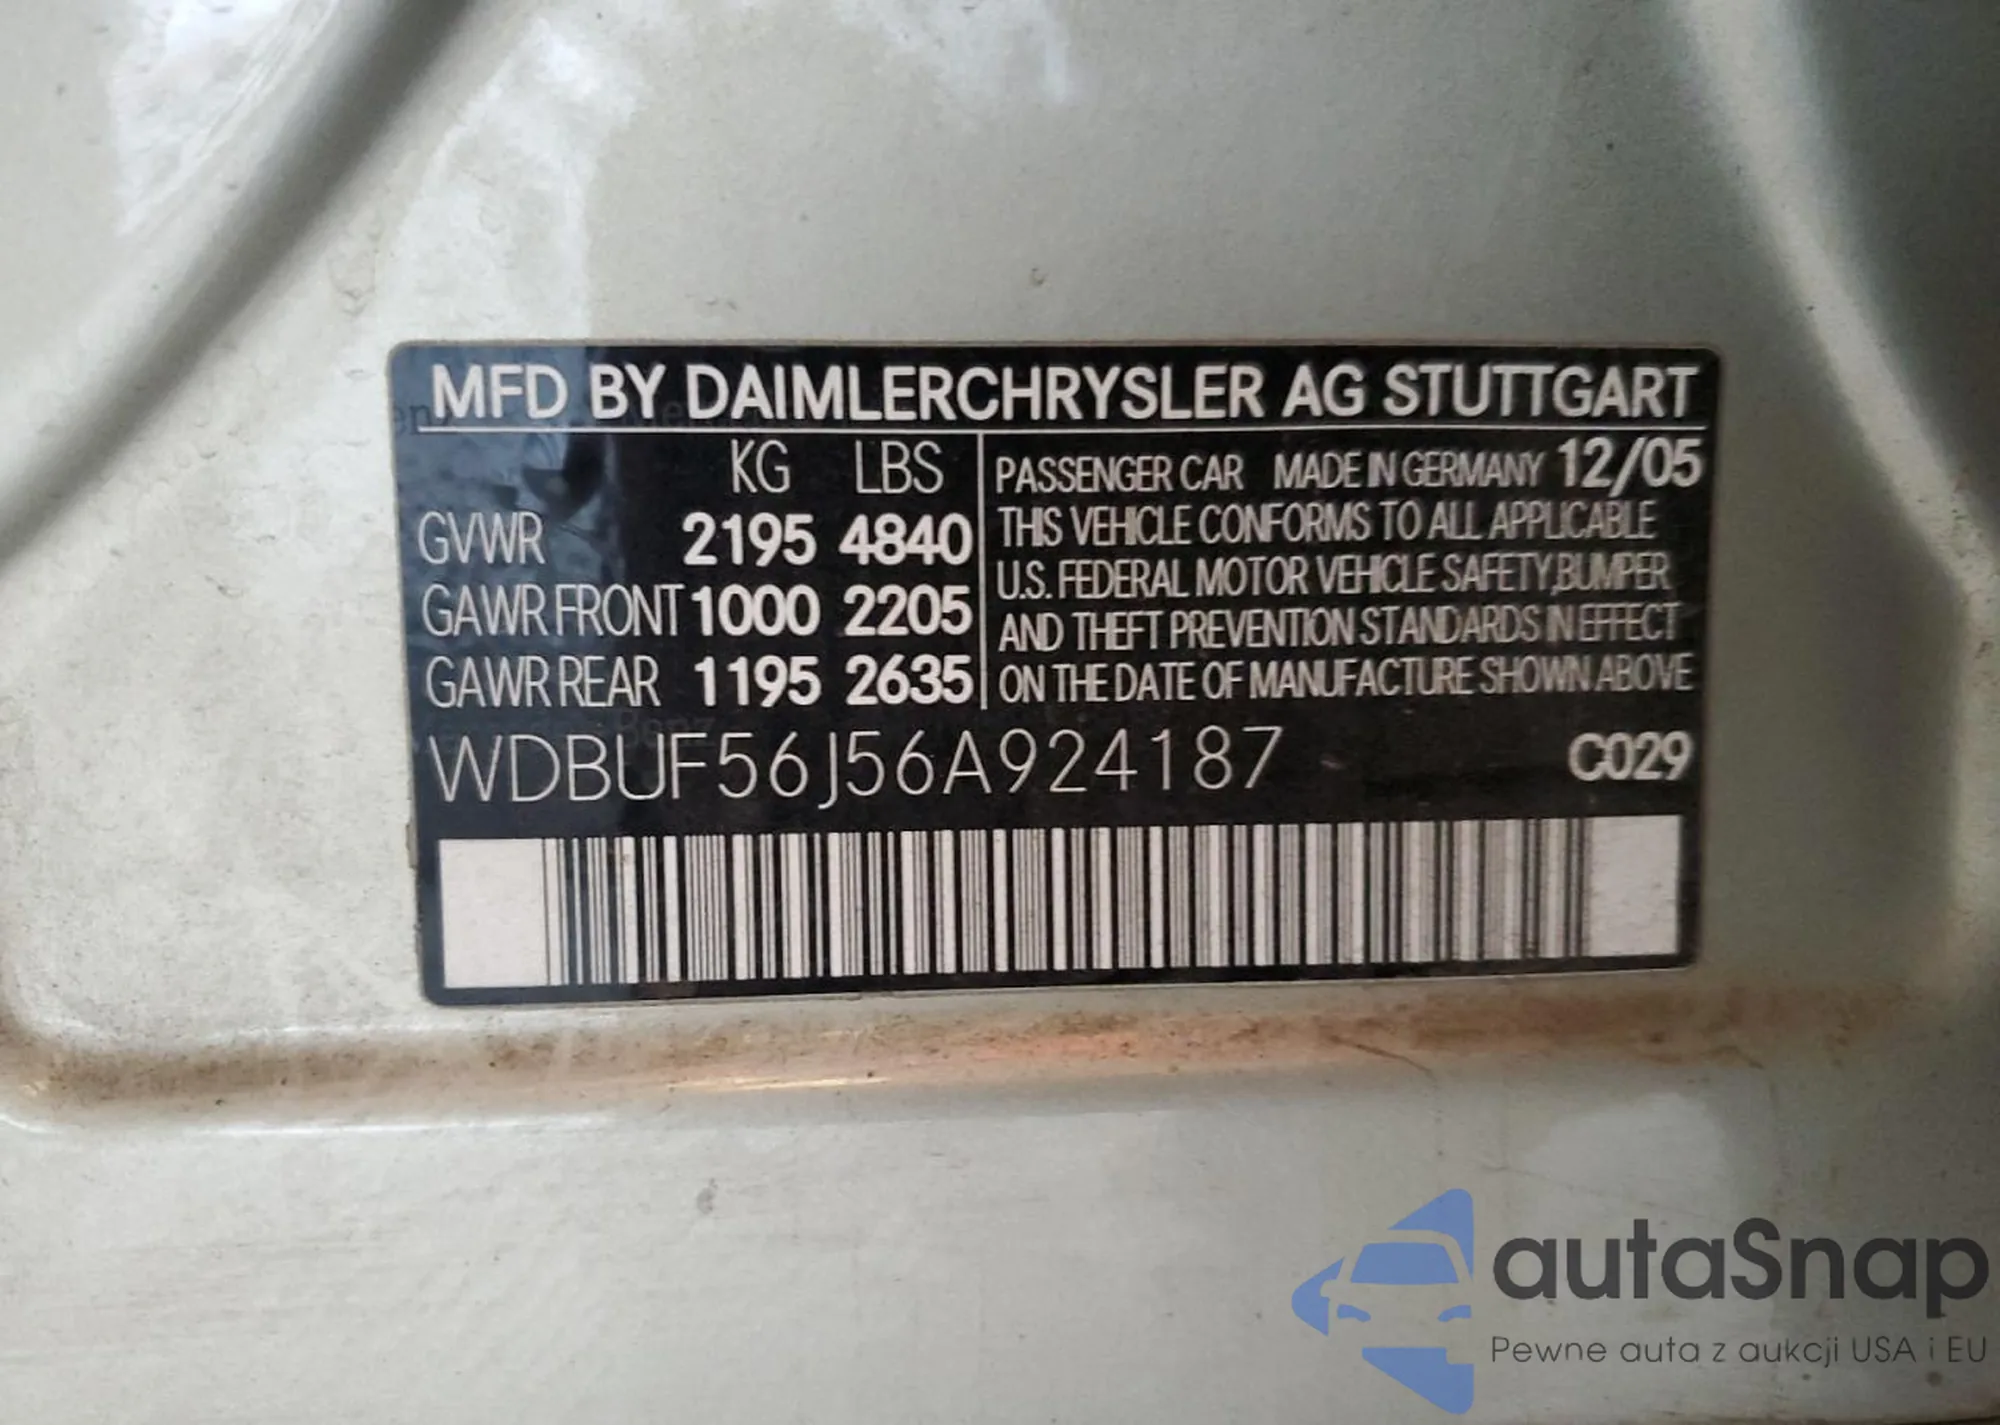 MFD BY DAIMLERCHRYSLER AG STUTTGART
KG LBS
GVWR 2195 4840
GAWR FRONT 1000 2205
GAWR REAR 1195 2635
PASSENGER CAR MADE IN GERMANY 12/05
THIS VEHICLE CONFORMS TO ALL APPLICABLE
U.S. FEDERAL MOTOR VEHICLE SAFETY,BUMPER
AND THEFT PREVENTION STANDARDS IN EFFECT
ON THE DATE OF MANUFACTURE SHOWN ABOVE
WDBUF56J56A924187 C029
autaSnap
Pewne auta z aukcji USA i EU